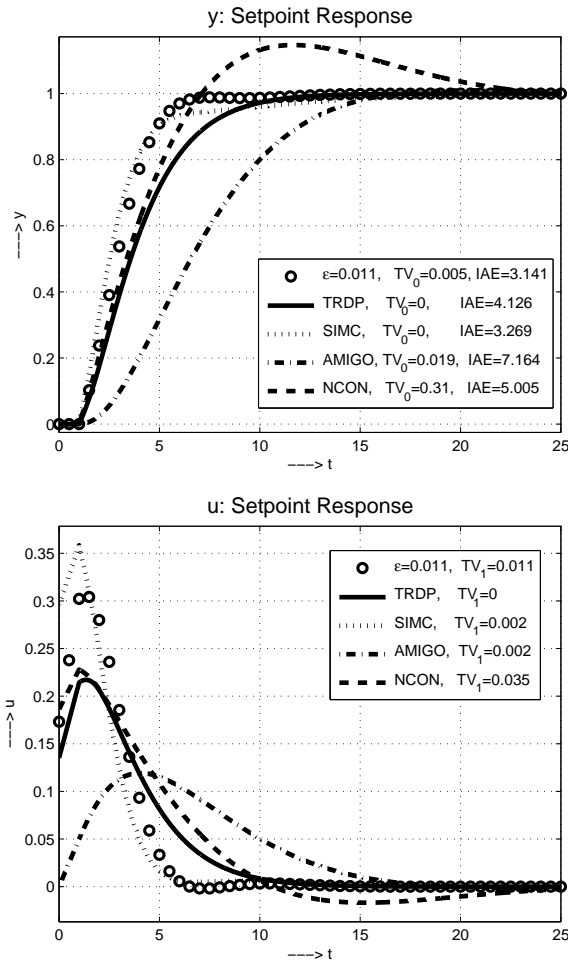 y: Setpoint Response
1
0.8
0.6
0.4
0.2
0
−−−> y
ε=0.011, TV0=0.005, IAE=3.141
TRDP, TV0=0, IAE=4.126
SIMC, TV0=0, IAE=3.269
AMIGO, TV0=0.019, IAE=7.164
NCON, TV0=0.31, IAE=5.005
0 5 10 15 20 25
−−−> t
u: Setpoint Response
0.35
0.3
0.25
0.2
0.15
0.1
0.05
0
−−−> u
ε=0.011, TV1=0.011
TRDP, TV1=0
SIMC, TV1=0.002
AMIGO, TV1=0.002
NCON, TV1=0.035
0 5 10 15 20 25
−−−> t